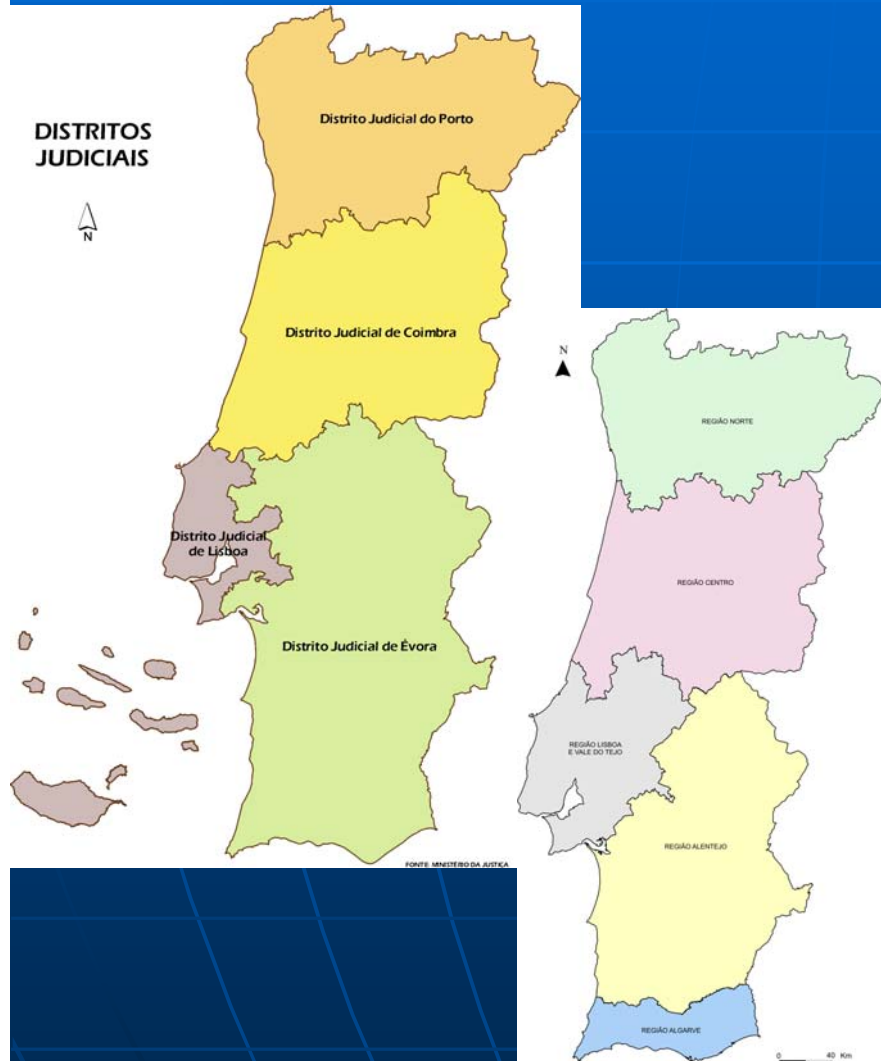 DISTRITOS
JUDICIAIS
N
Distrito Judicial do Porto
Distrito Judicial de Coimbra
Distrito Judicial
de Lisboa
Distrito Judicial de Évora
FONTE: MINISTÉRIO DA JUSTIÇA
N
REGIÃO NORTE
REGIÃO CENTRO
REGIÃO LISBOA
E VALE DO TEJO
REGIÃO ALENTEJO
REGIÃO ALGARVE
0 40 Km